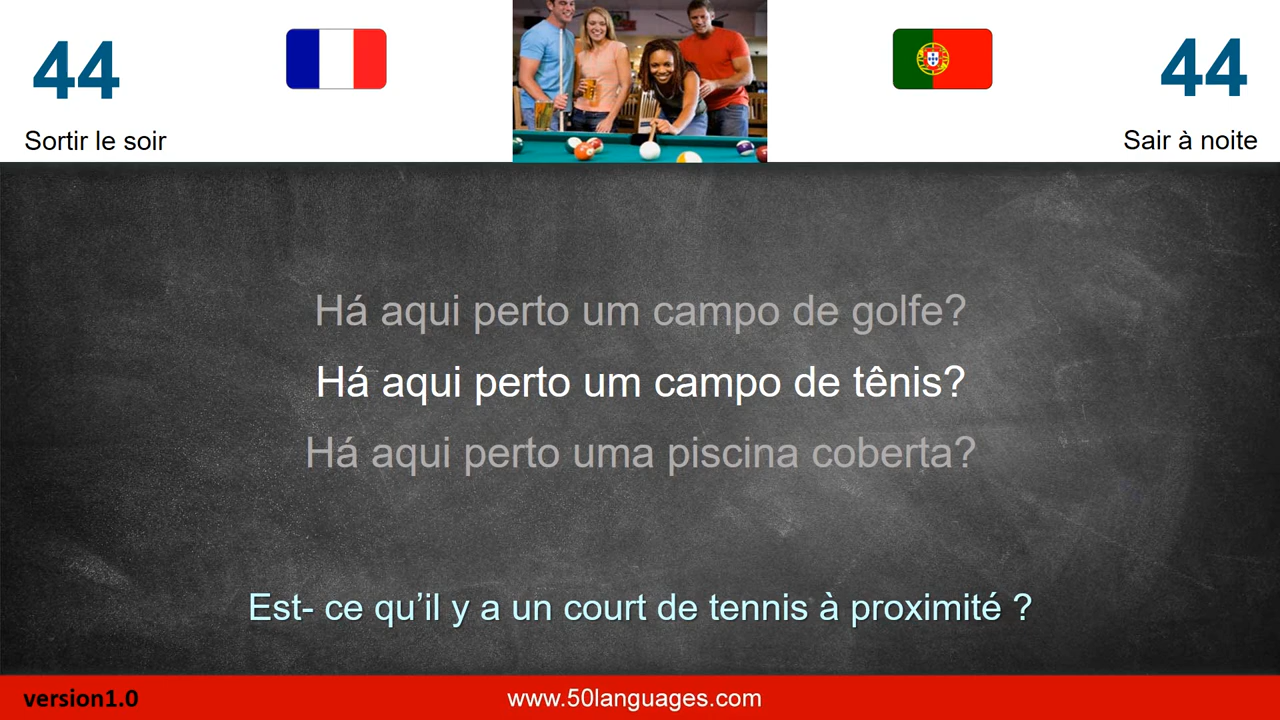 44
44
Sortir le soir
Sair à noite
Há aqui perto um campo de golfe?
Há aqui perto um campo de tênis?
Há aqui perto uma piscina coberta?
Est- ce qu’il y a un court de tennis à proximité ?
version1.0
www.50languages.com